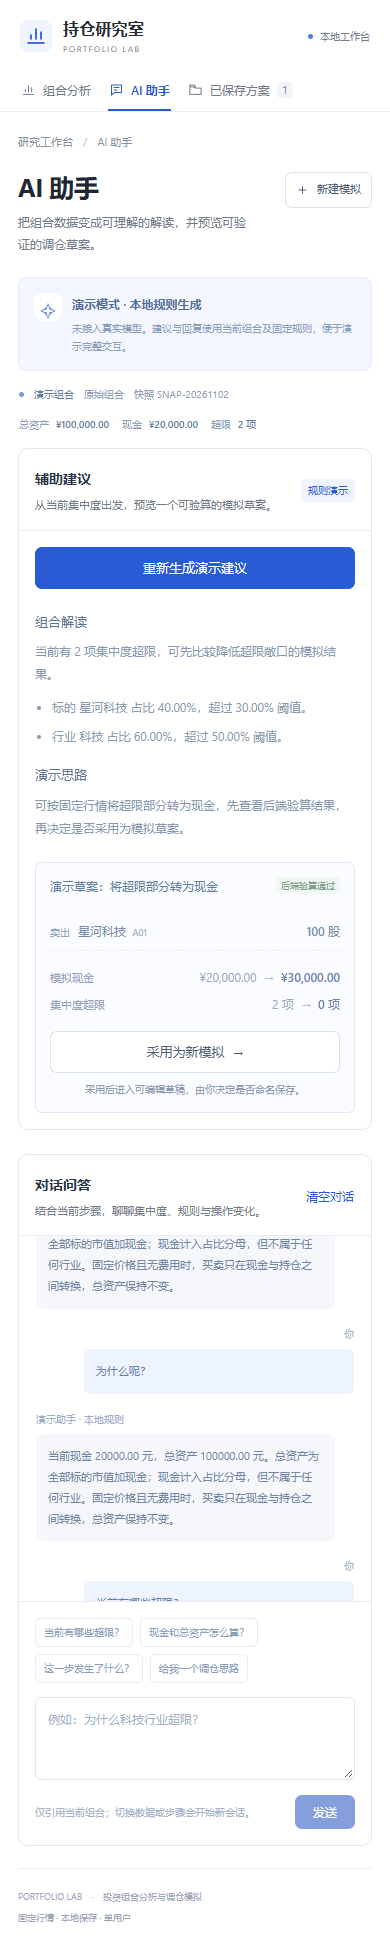 持仓研究室
PORTFOLIO LAB
本地工作台
组合分析
AI 助手
已保存方案 1
研究工作台 / AI 助手
AI 助手
新建模拟
把组合数据变成可理解的解读，并预览可验
证的调仓草案。
演示模式 · 本地规则生成
未接入真实模型。建议与回复使用当前组合及固定规则，便于演
示完整交互。
演示组合 原始组合 快照 SNAP-20261102
总资产 ¥100,000.00 现金 ¥20,000.00 超限 2 项
辅助建议
从当前集中度出发，预览一个可验算的模拟草案。
规则演示
重新生成演示建议
组合解读
当前有 2 项集中度超限，可先比较降低超限敞口的模拟结
果。
标的 星河科技 占比 40.00%，超过 30.00% 阈值。
行业 科技 占比 60.00%，超过 50.00% 阈值。
演示思路
可按固定行情将超限部分转为现金，先查看后端验算结果，
再决定是否采用为模拟草案。
演示草案：将超限部分转为现金
后端验算通过
卖出 星河科技 A01 100 股
模拟现金 ¥20,000.00 → ¥30,000.00
集中度超限 2 项 → 0 项
采用为新模拟 →
采用后进入可编辑草稿，由你决定是否命名保存。
对话问答
结合当前步骤，聊聊集中度、规则与操作变化。
清空对话
全部标的市值加现金；现金计入占比分母，但不属于任
何行业。固定价格且无费用时，买卖只在现金与持仓之
间转换，总资产保持不变。
你
为什么呢？
演示助手 · 本地规则
当前现金 20000.00 元，总资产 100000.00 元。总资产为
全部标的市值加现金；现金计入占比分母，但不属于任
何行业。固定价格且无费用时，买卖只在现金与持仓之
间转换，总资产保持不变。
你
当前有哪些超限？
当前有哪些超限？
现金和总资产怎么算？
这一步发生了什么？
给我一个调仓思路
例如：为什么科技行业超限？
仅引用当前组合；切换数据或步骤会开始新会话。
发送
PORTFOLIO LAB · 投资组合分析与调仓模拟
固定行情 · 本地保存 · 单用户